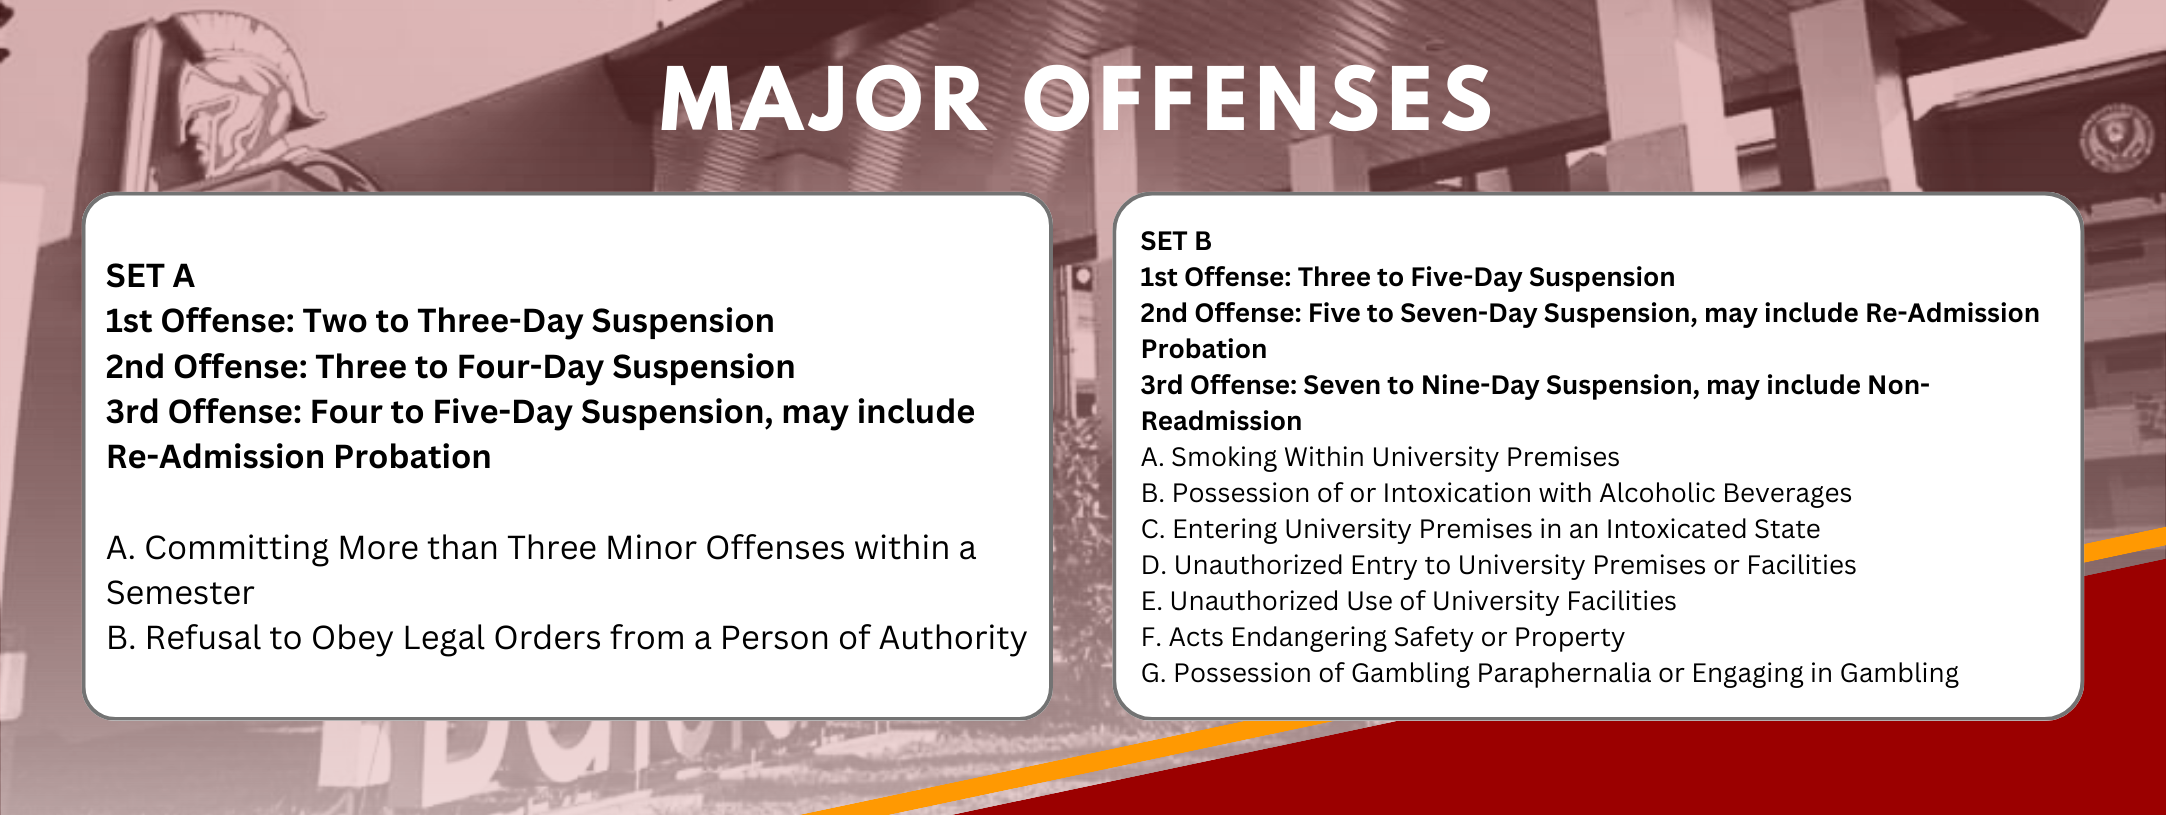 MAJOR OFFENSES
SET A
1st Offense: Two to Three-Day Suspension
2nd Offense: Three to Four-Day Suspension
3rd Offense: Four to Five-Day Suspension, may include
Re-Admission Probation
A. Committing More than Three Minor Offenses within a
Semester
B. Refusal to Obey Legal Orders from a Person of Authority
SET B
1st Offense: Three to Five-Day Suspension
2nd Offense: Five to Seven-Day Suspension, may include Re-Admission
Probation
3rd Offense: Seven to Nine-Day Suspension, may include Non-
Readmission
A. Smoking Within University Premises
B. Possession of or Intoxication with Alcoholic Beverages
C. Entering University Premises in an Intoxicated State
D. Unauthorized Entry to University Premises or Facilities
E. Unauthorized Use of University Facilities
F. Acts Endangering Safety or Property
G. Possession of Gambling Paraphernalia or Engaging in Gambling